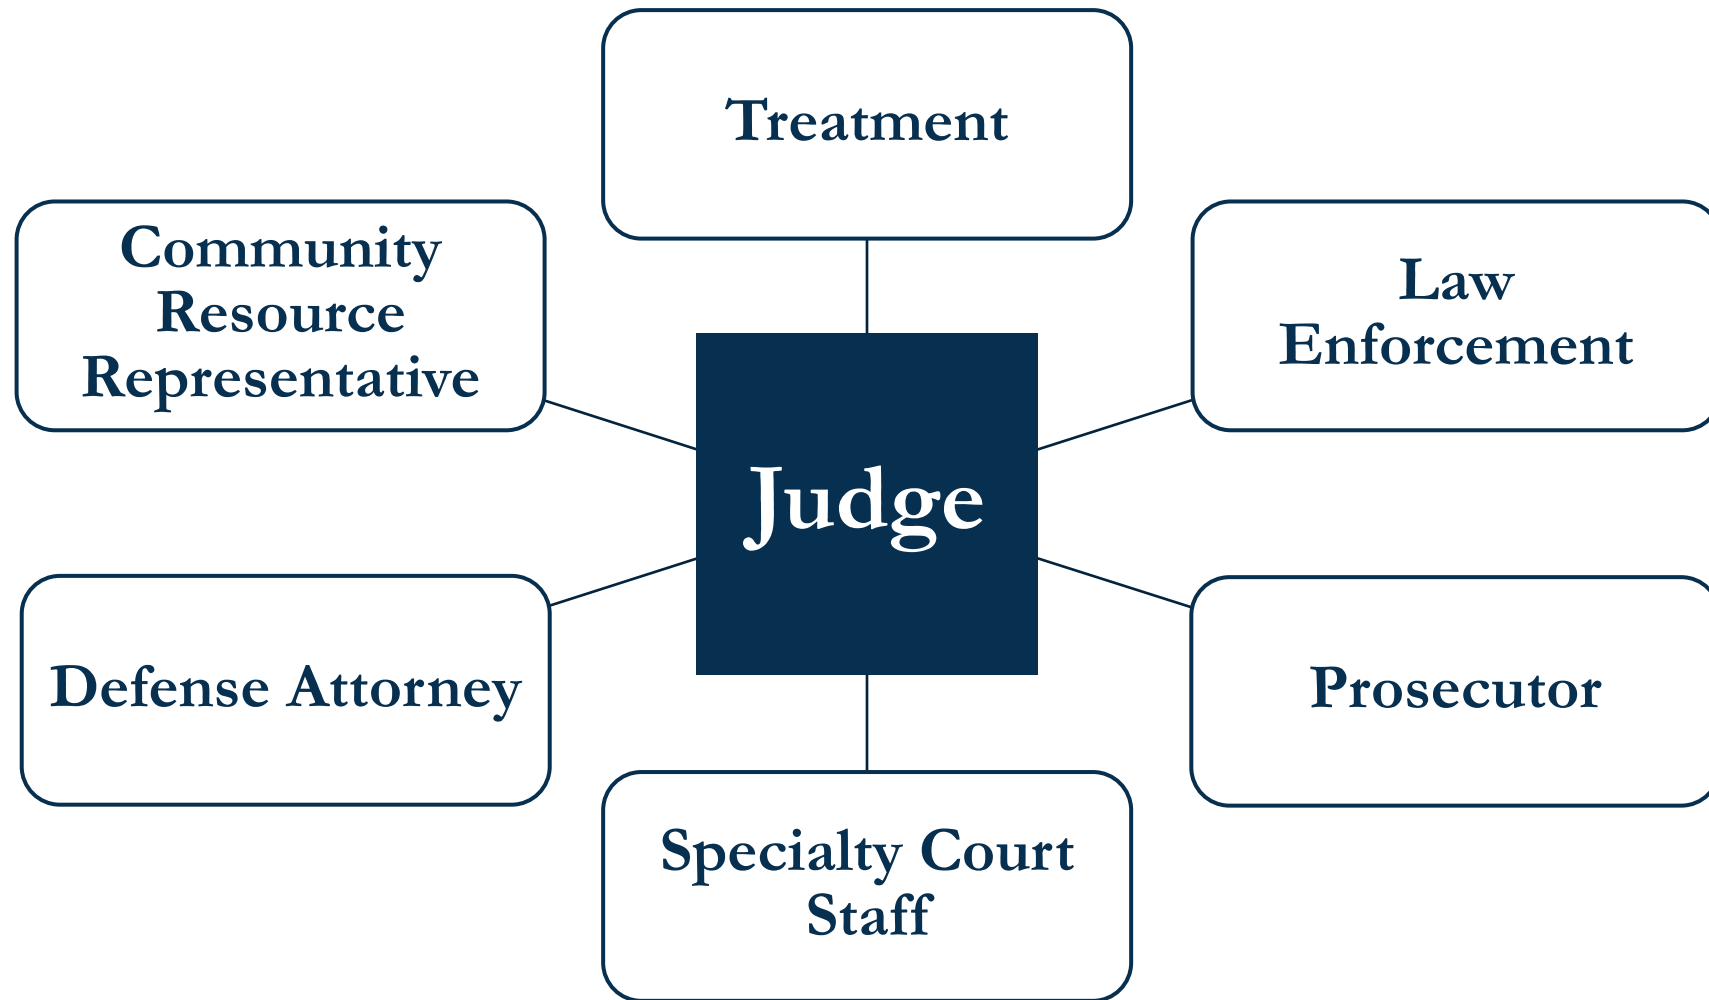 Treatment
Community
Resource
Representative
Law
Enforcement
Judge
Defense Attorney
Prosecutor
Specialty Court
Staff